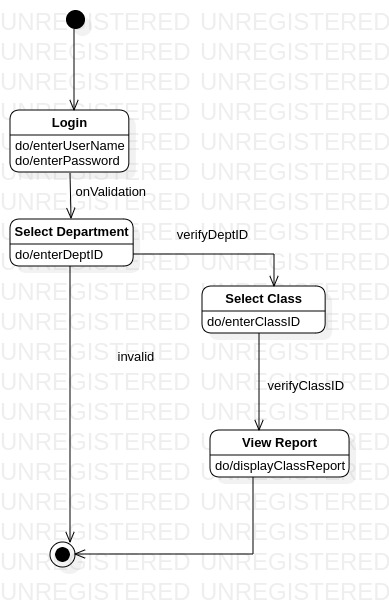 Login
do/enterUserName
do/enterPassword
onValidation
Select Department
do/enterDeptID
verifyDeptID
Select Class
do/enterClassID
invalid
verifyClassID
View Report
do/displayClassReport
UNREGISTERED